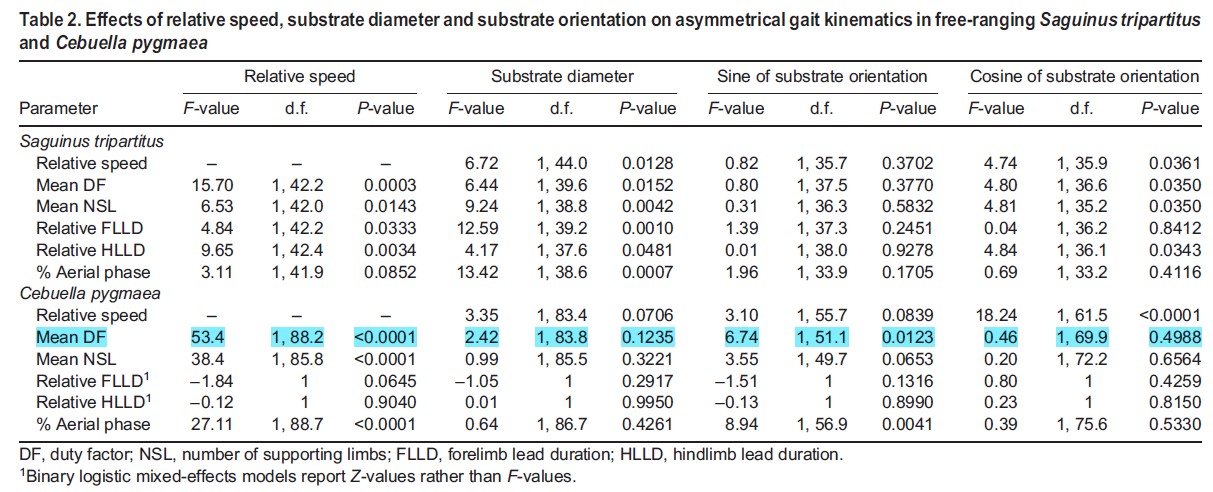 Table 2. Effects of relative speed, substrate diameter and substrate orientation on asymmetrical gait kinematics in free-ranging Saguinus tripartitus
and Cebuella pygmaea
Relative speed Substrate diameter Sine of substrate orientation Cosine of substrate orientation
Parameter F-value d.f. P-value F-value d.f. P-value F-value d.f. P-value F-value d.f. P-value
Saguinus tripartitus
Relative speed – – – 6.72 1, 44.0 0.0128 0.82 1, 35.7 0.3702 4.74 1, 35.9 0.0361
Mean DF 15.70 1, 42.2 0.0003 6.44 1, 39.6 0.0152 0.80 1, 37.5 0.3770 4.80 1, 36.6 0.0350
Mean NSL 6.53 1, 42.0 0.0143 9.24 1, 38.8 0.0042 0.31 1, 36.3 0.5832 4.81 1, 35.2 0.0350
Relative FLLD 4.84 1, 42.2 0.0333 12.59 1, 39.2 0.0010 1.39 1, 37.3 0.2451 0.04 1, 36.2 0.8412
Relative HLLD 9.65 1, 42.4 0.0034 4.17 1, 37.6 0.0481 0.01 1, 38.0 0.9278 4.84 1, 36.1 0.0343
% Aerial phase 3.11 1, 41.9 0.0852 13.42 1, 38.6 0.0007 1.96 1, 33.9 0.1705 0.69 1, 33.2 0.4116
Cebuella pygmaea
Relative speed – – – 3.35 1, 83.4 0.0706 3.10 1, 55.7 0.0839 18.24 1, 61.5 <0.0001
Mean DF 53.4 1, 88.2 <0.0001 2.42 1, 83.8 0.1235 6.74 1, 51.1 0.0123 0.46 1, 69.9 0.4988
Mean NSL 38.4 1, 85.8 <0.0001 0.99 1, 85.5 0.3221 3.55 1, 49.7 0.0653 0.20 1, 72.2 0.6564
Relative FLLD¹ –1.84 1 0.0645 –1.05 1 0.2917 –1.51 1 0.1316 0.80 1 0.4259
Relative HLLD¹ –0.12 1 0.9040 0.01 1 0.9950 –0.13 1 0.8990 0.23 1 0.8150
% Aerial phase 27.11 1, 88.7 <0.0001 0.64 1, 86.7 0.4261 8.94 1, 56.9 0.0041 0.39 1, 75.6 0.5330
DF, duty factor; NSL, number of supporting limbs; FLLD, forelimb lead duration; HLLD, hindlimb lead duration.
¹Binary logistic mixed-effects models report Z-values rather than F-values.